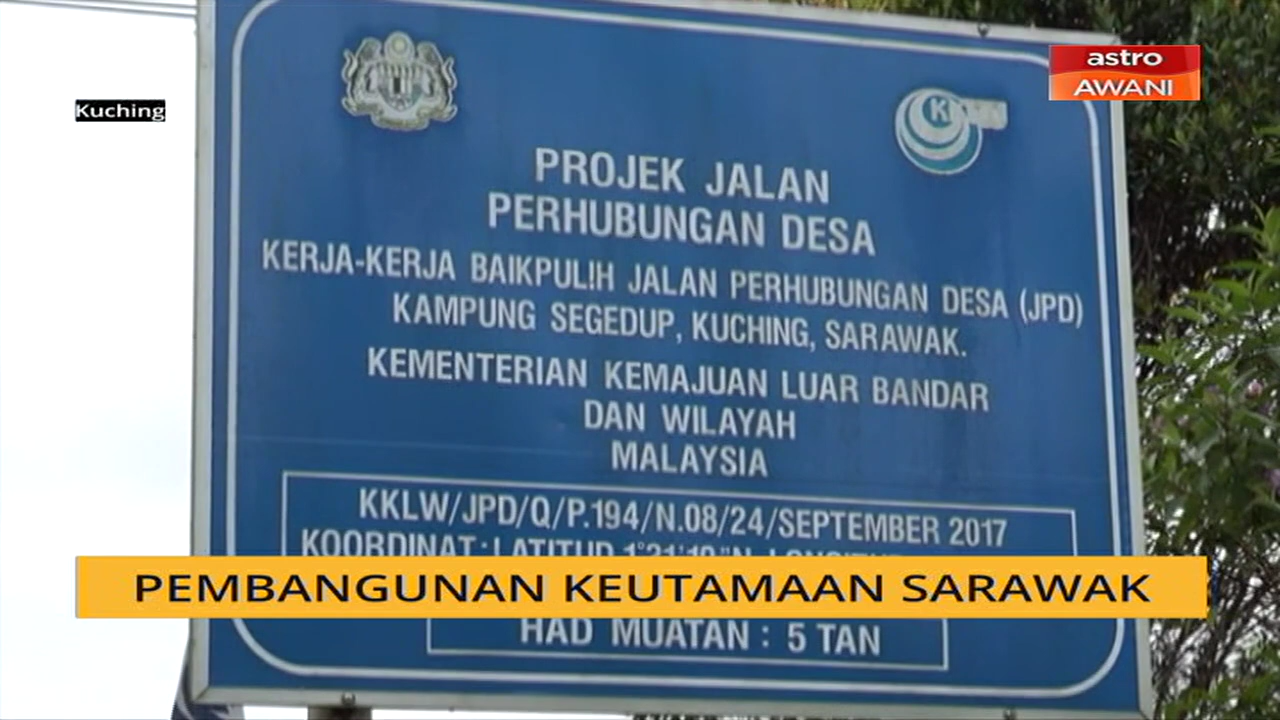 astro
AWANI
Kuching
PROJEK JALAN
PERHUBUNGAN DESA
KERJA-KERJA BAIKPULIH JALAN PERHUBUNGAN DESA (JPD)
KAMPUNG SEGEDUP, KUCHING, SARAWAK.
KEMENTERIAN KEMAJUAN LUAR BANDAR
DAN WILAYAH
MALAYSIA
KKLW/JPD/Q/P.194/N.08/24/SEPTEMBER 2017
KOORDINAT : LATITUD
PEMBANGUNAN KEUTAMAAN SARAWAK
HAD MUATAN : 5 TAN